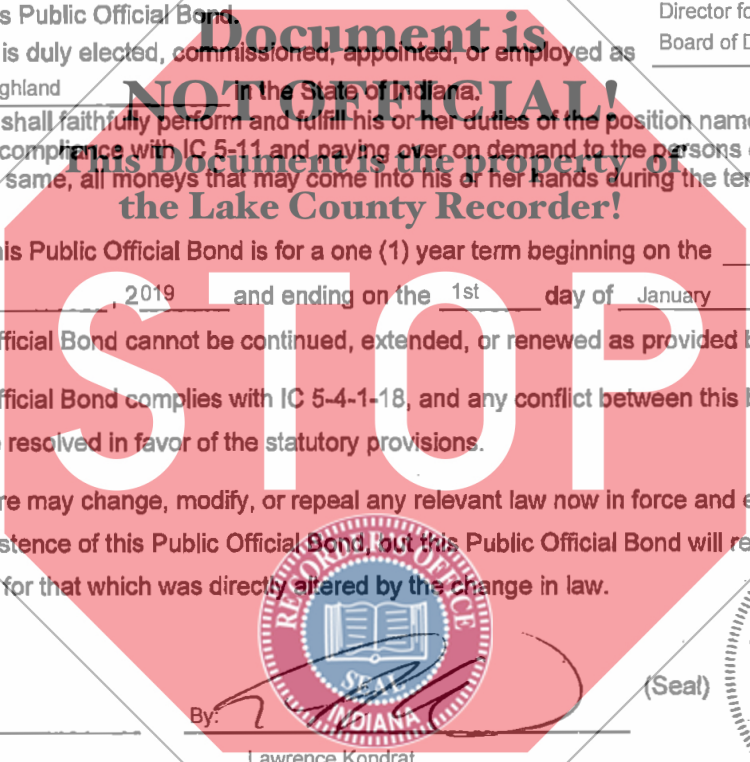 s Public Official Bond.
Director fo
is duly elected, commissioned, appointed, or employed as
Board of D
Document is
ghland in the State of Indiana.
NOT OFFICIAL!
shall faithfully perform and fulfill his or her duties of the position name
compliance with IC 5-11 and paying over on demand to the persons
This Document is the property of
same, all moneys that may come into his or her hands during the ter
the Lake County Recorder!
is Public Official Bond is for a one (1) year term beginning on the
, 2019 and ending on the 1st day of January
STOP
fficial Bond cannot be continued, extended, or renewed as provided b
fficial Bond complies with IC 5-4-1-18, and any conflict between this b
resolved in favor of the statutory provisions.
re may change, modify, or repeal any relevant law now in force and e
stence of this Public Official Bond, but this Public Official Bond will re
for that which was directly altered by the change in law.
RECORDER'S OFFICE
SEAL
INDIANA
(Seal)
By:
Lawrence Kondrat